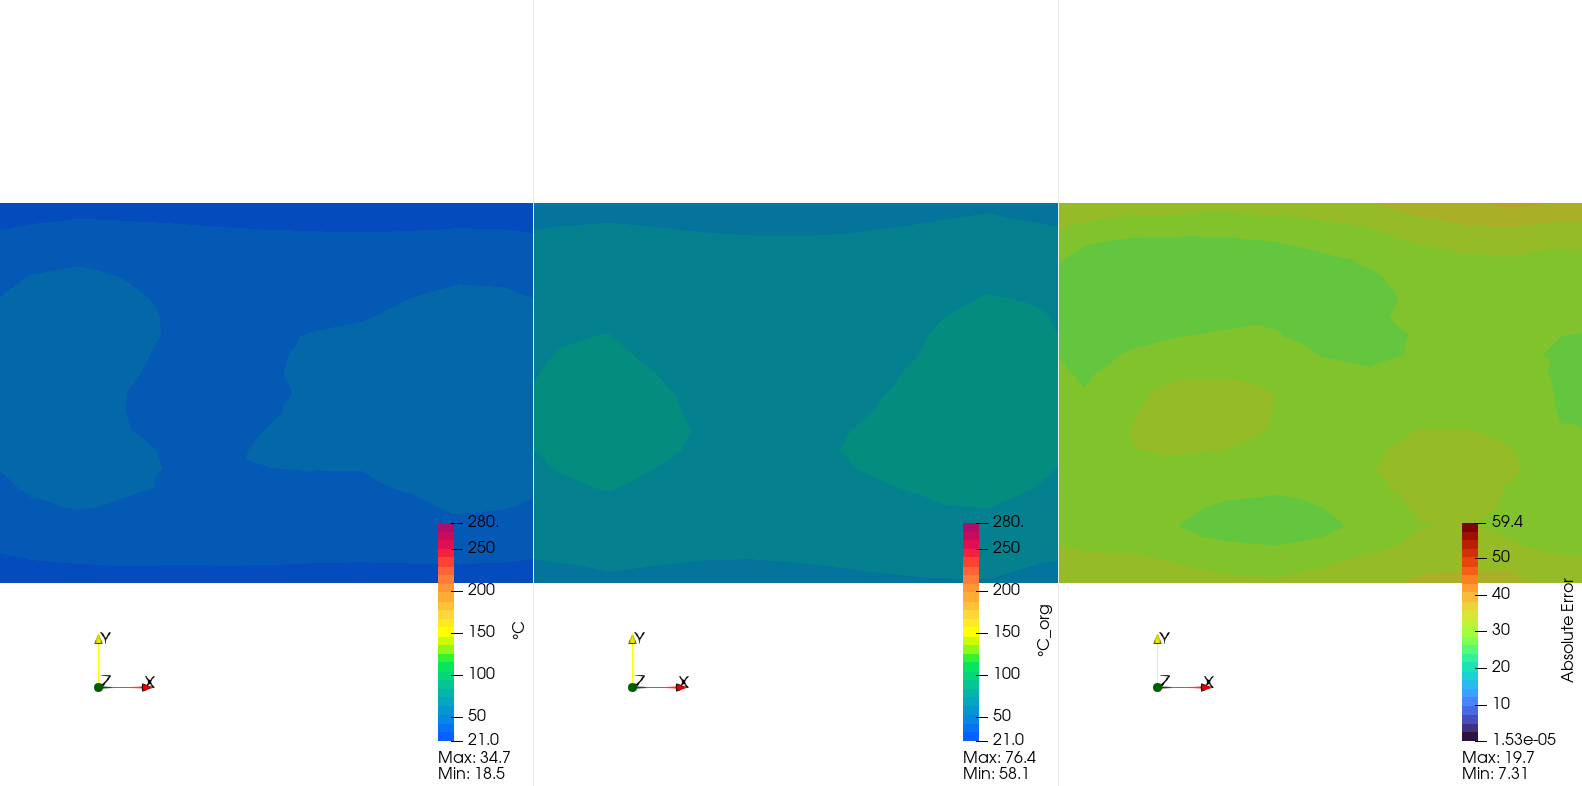 280.
250
200
150
100
50
21.0
°C
Max: 34.7
Min: 18.5
Y
Z
X
280.
250
200
150
100
50
21.0
°C_org
Max: 76.4
Min: 58.1
Y
Z
X
59.4
50
40
30
20
10
1.53e-05
Absolute Error
Max: 19.7
Min: 7.31
Y
Z
X